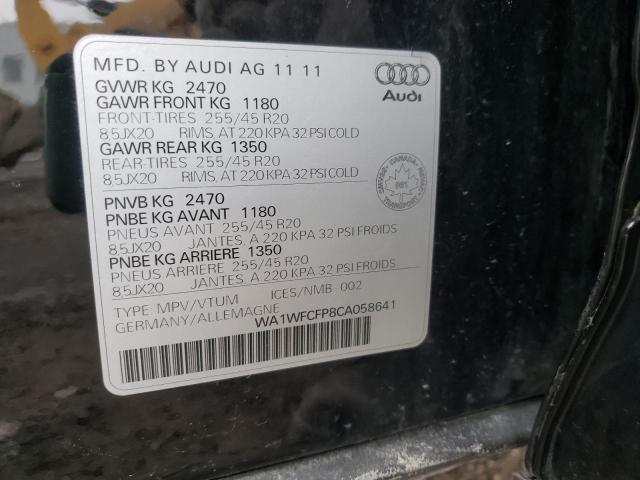 MFD. BY AUDI AG 11 11
Audi
GVWR KG 2470
GAWR FRONT KG 1180
FRONT-TIRES 255/45 R20
8,5JX20 RIMS, AT 220 KPA 32 PSI COLD
GAWR REAR KG 1350
REAR-TIRES 255/45 R20
8,5JX20 RIMS, AT 220 KPA 32 PSI COLD
CANADA
TRANSPORT
PNVB KG 2470
PNBE KG AVANT 1180
PNEUS AVANT 255/45 R20
8,5JX20 JANTES, A 220 KPA 32 PSI FROIDS
PNBE KG ARRIERE 1350
PNEUS ARRIERE 255/45 R20
8,5JX20 JANTES, A 220 KPA 32 PSI FROIDS
TYPE: MPV/VTUM ICES/NMB-002
GERMANY/ALLEMAGNE WA1WFCFP8CA058641